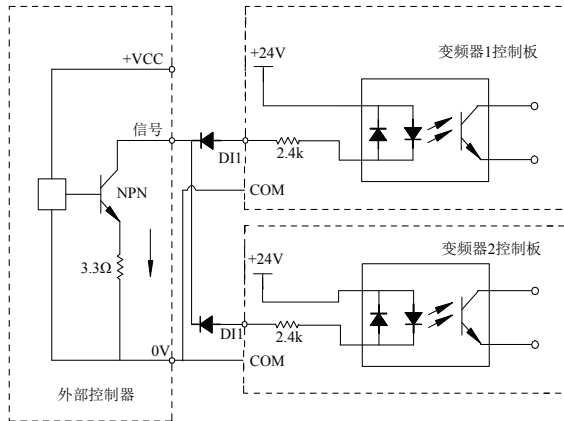 变频器1控制板
+24V
+VCC
信号
DI1
2.4k
NPN
COM
变频器2控制板
+24V
3.3Ω
DI1
2.4k
0V
COM
外部控制器